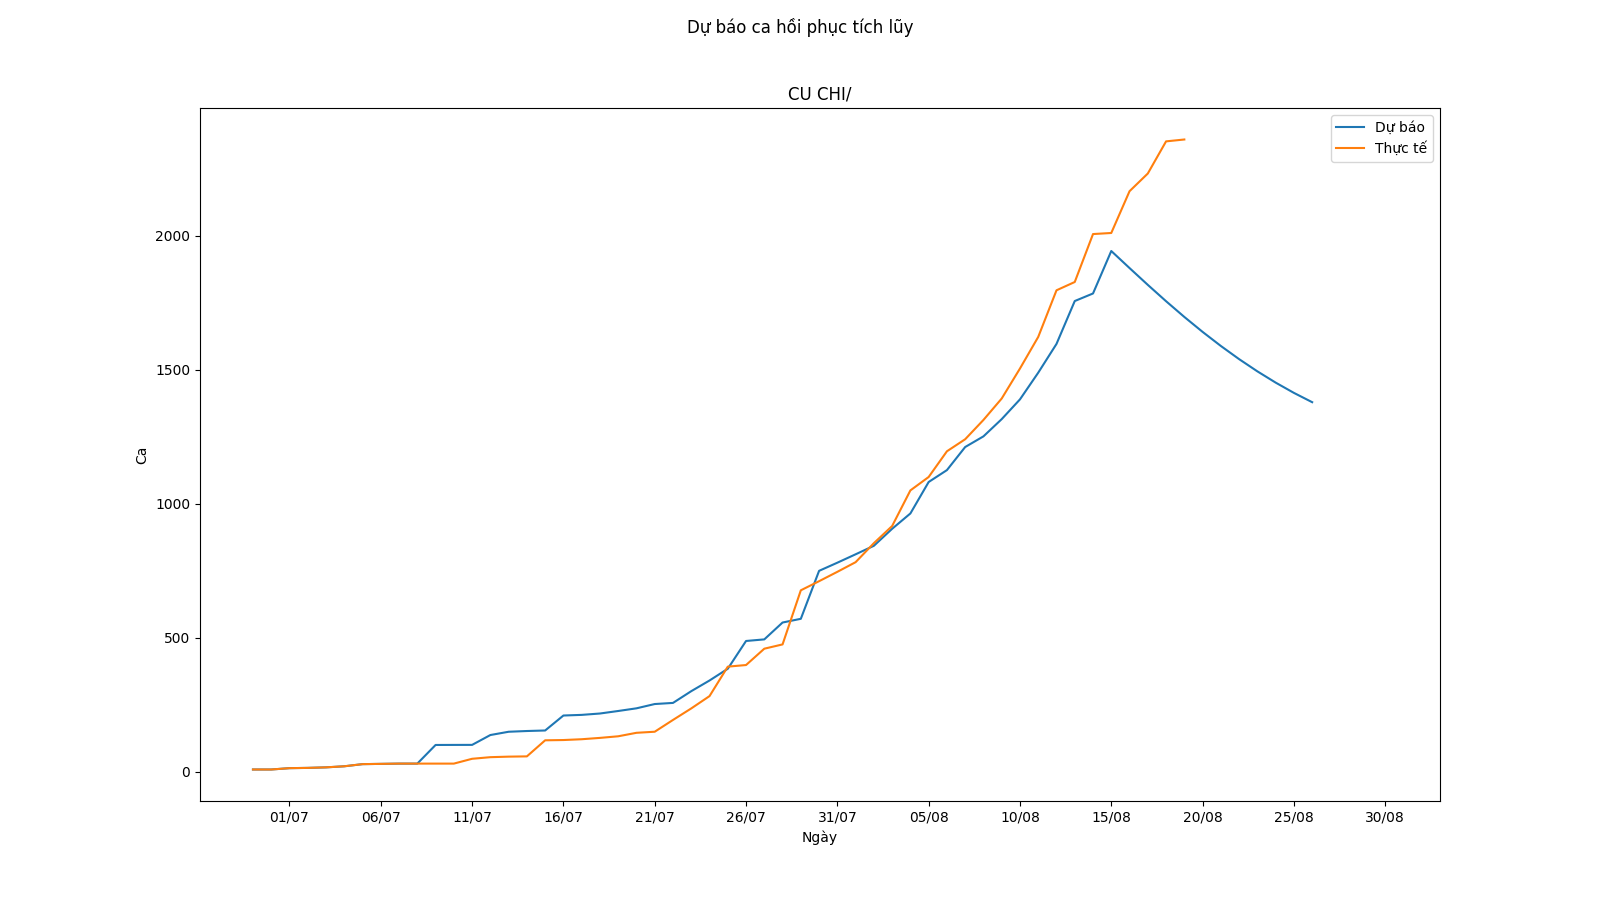 Dự báo ca hồi phục tích lũy
CU CHI/
Dự báo
Thực tế
2000
1500
1000
500
0
Ca
01/07 06/07 11/07 16/07 21/07 26/07 31/07 05/08 10/08 15/08 20/08 25/08 30/08
Ngày